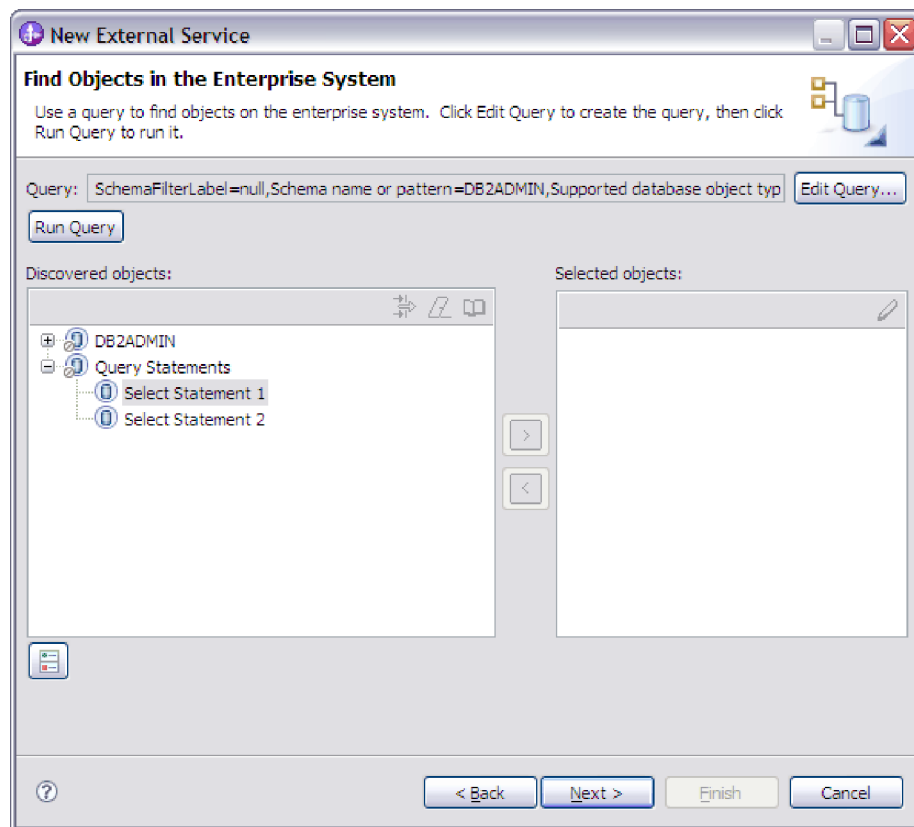 New External Service
Find Objects in the Enterprise System
Use a query to find objects on the enterprise system. Click Edit Query to create the query, then click
Run Query to run it.
Query: SchemaFilterLabel=null,Schema name or pattern=DB2ADMIN,Supported database object typ Edit Query...
Run Query
Discovered objects: Selected objects:
DB2ADMIN
Query Statements
Select Statement 1
Select Statement 2
>
<
? < Back Next > Finish Cancel